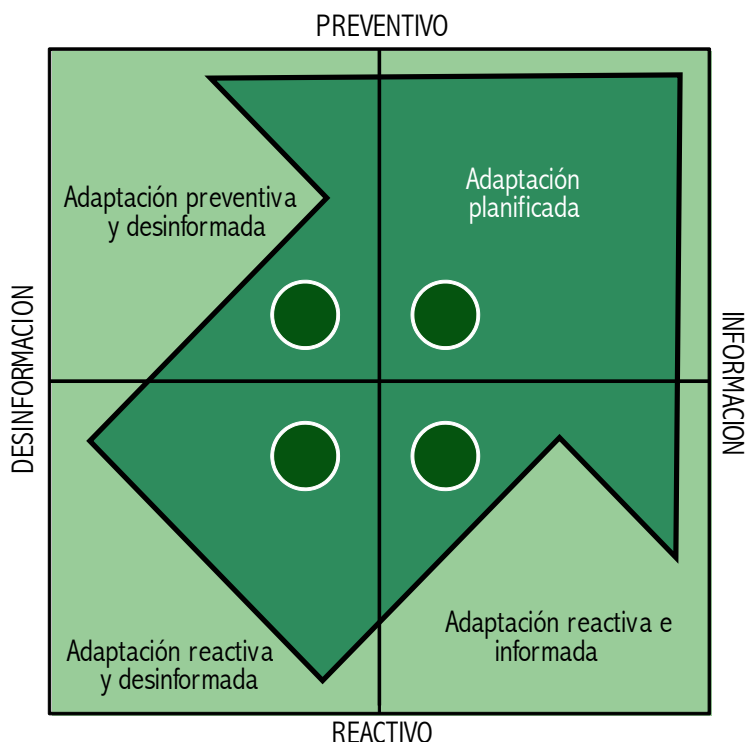 PREVENTIVO
Adaptación preventiva
y desinformada
Adaptación
planificada
DESINFORMACION
INFORMACION
Adaptación reactiva
y desinformada
Adaptación reactiva e
informada
REACTIVO